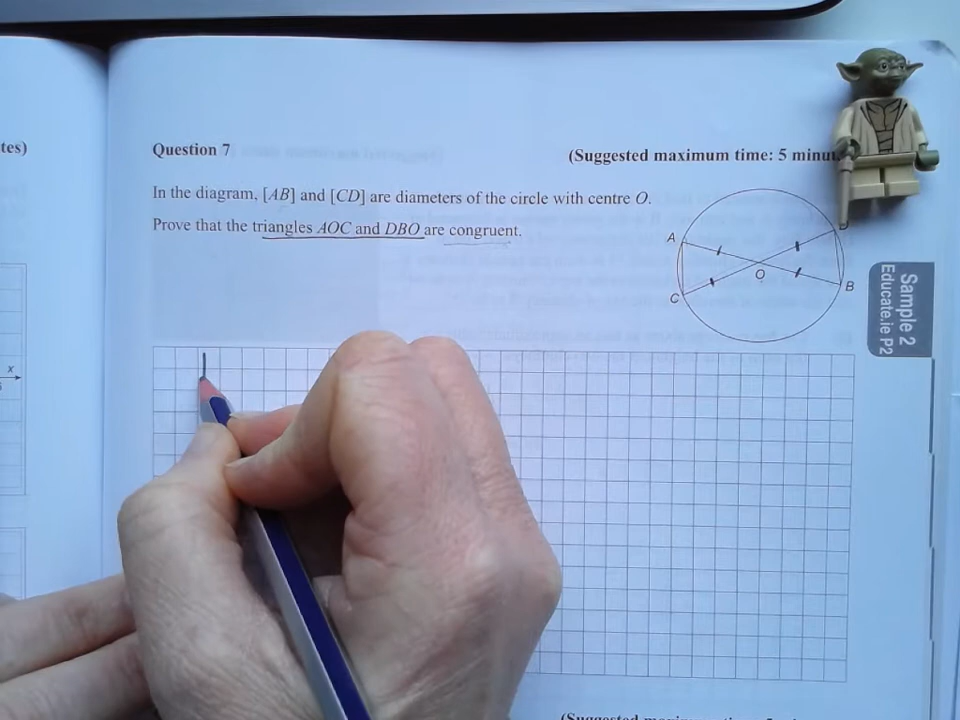 tes)
Question 7
(Suggested maximum time: 5
In the diagram, [AB] and [CD] are diameters of the circle with centre O.
Prove that the triangles AOC and DBO are congruent.
A
O
B
C
Sample 2
Educate.ie P2
x
(Suggested